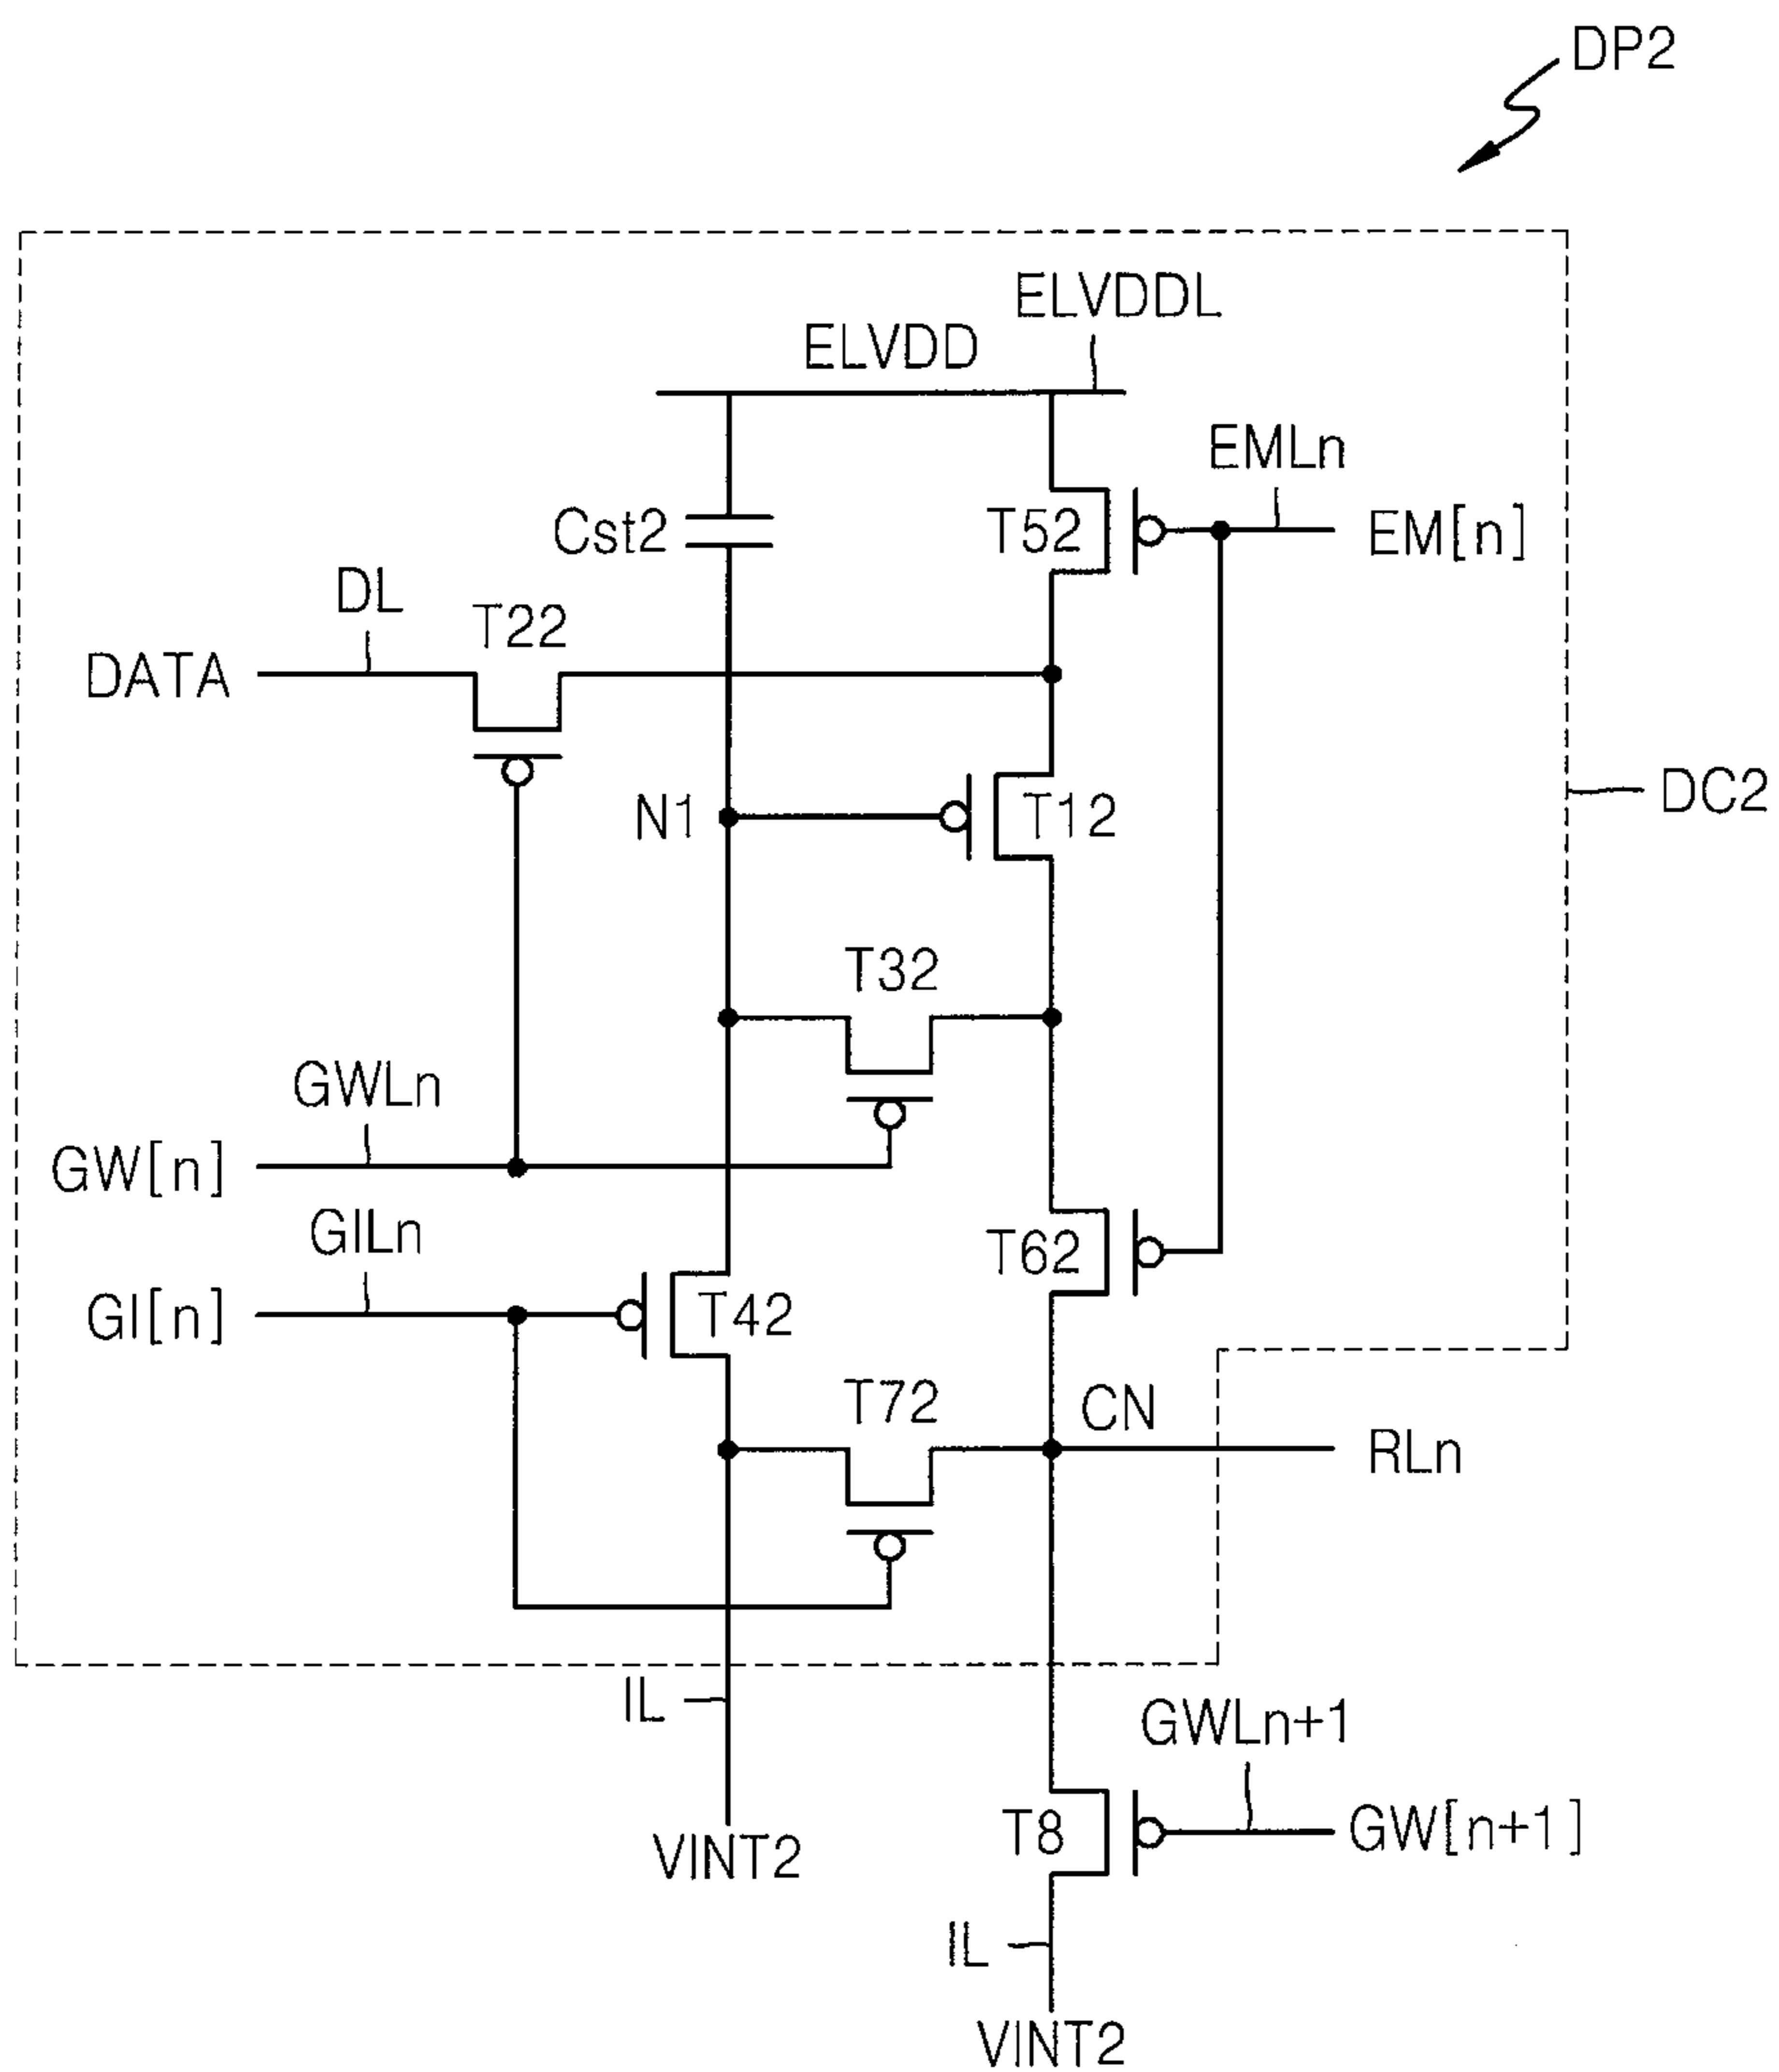 DP2
ELVDDL
ELVDD
EMLn
Cst2
T52
EM[n]
DL
T22
DATA
N1
T12
DC2
T32
GWLn
GW[n]
GILn
T62
GI[n]
T42
T72
CN
RLn
IL
GWLn+1
T8
GW[n+1]
VINT2
IL
VINT2